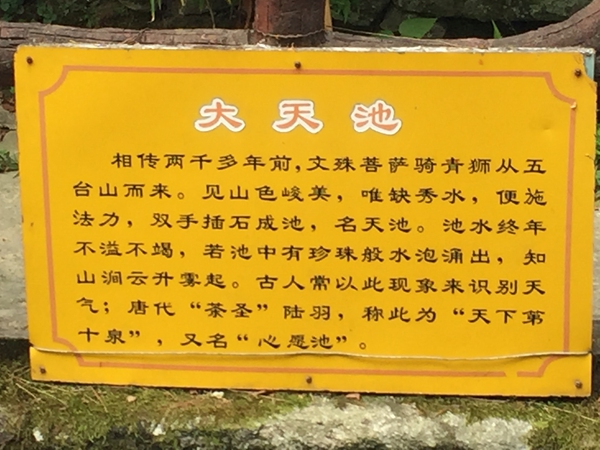 大天池
相传两千多年前，文殊菩萨骑青狮从五
台山而来。见山色峻美，唯缺秀水，便施
法力，双手插石成池，名天池。池水终年
不溢不竭，若池中有珍珠般水泡涌出，知
山涧云升雾起。古人常以此现象来识别天
气；唐代“茶圣”陆羽，称此为“天下第
十泉”，又名“心愿池”。